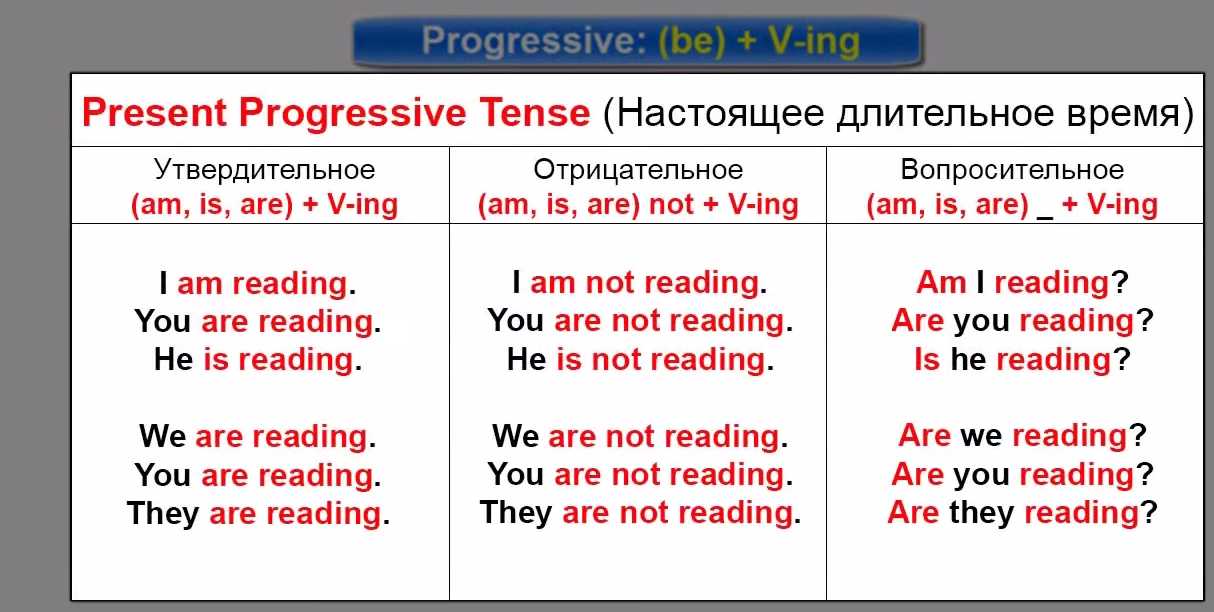 Progressive: (be) + V-ing
Present Progressive Tense (Настоящее длительное время)
Утвердительное
(am, is, are) + V-ing
Отрицательное
(am, is, are) not + V-ing
Вопросительное
(am, is, are) _ + V-ing
I am reading.
You are reading.
He is reading.
We are reading.
You are reading.
They are reading.
I am not reading.
You are not reading.
He is not reading.
We are not reading.
You are not reading.
They are not reading.
Am I reading?
Are you reading?
Is he reading?
Are we reading?
Are you reading?
Are they reading?